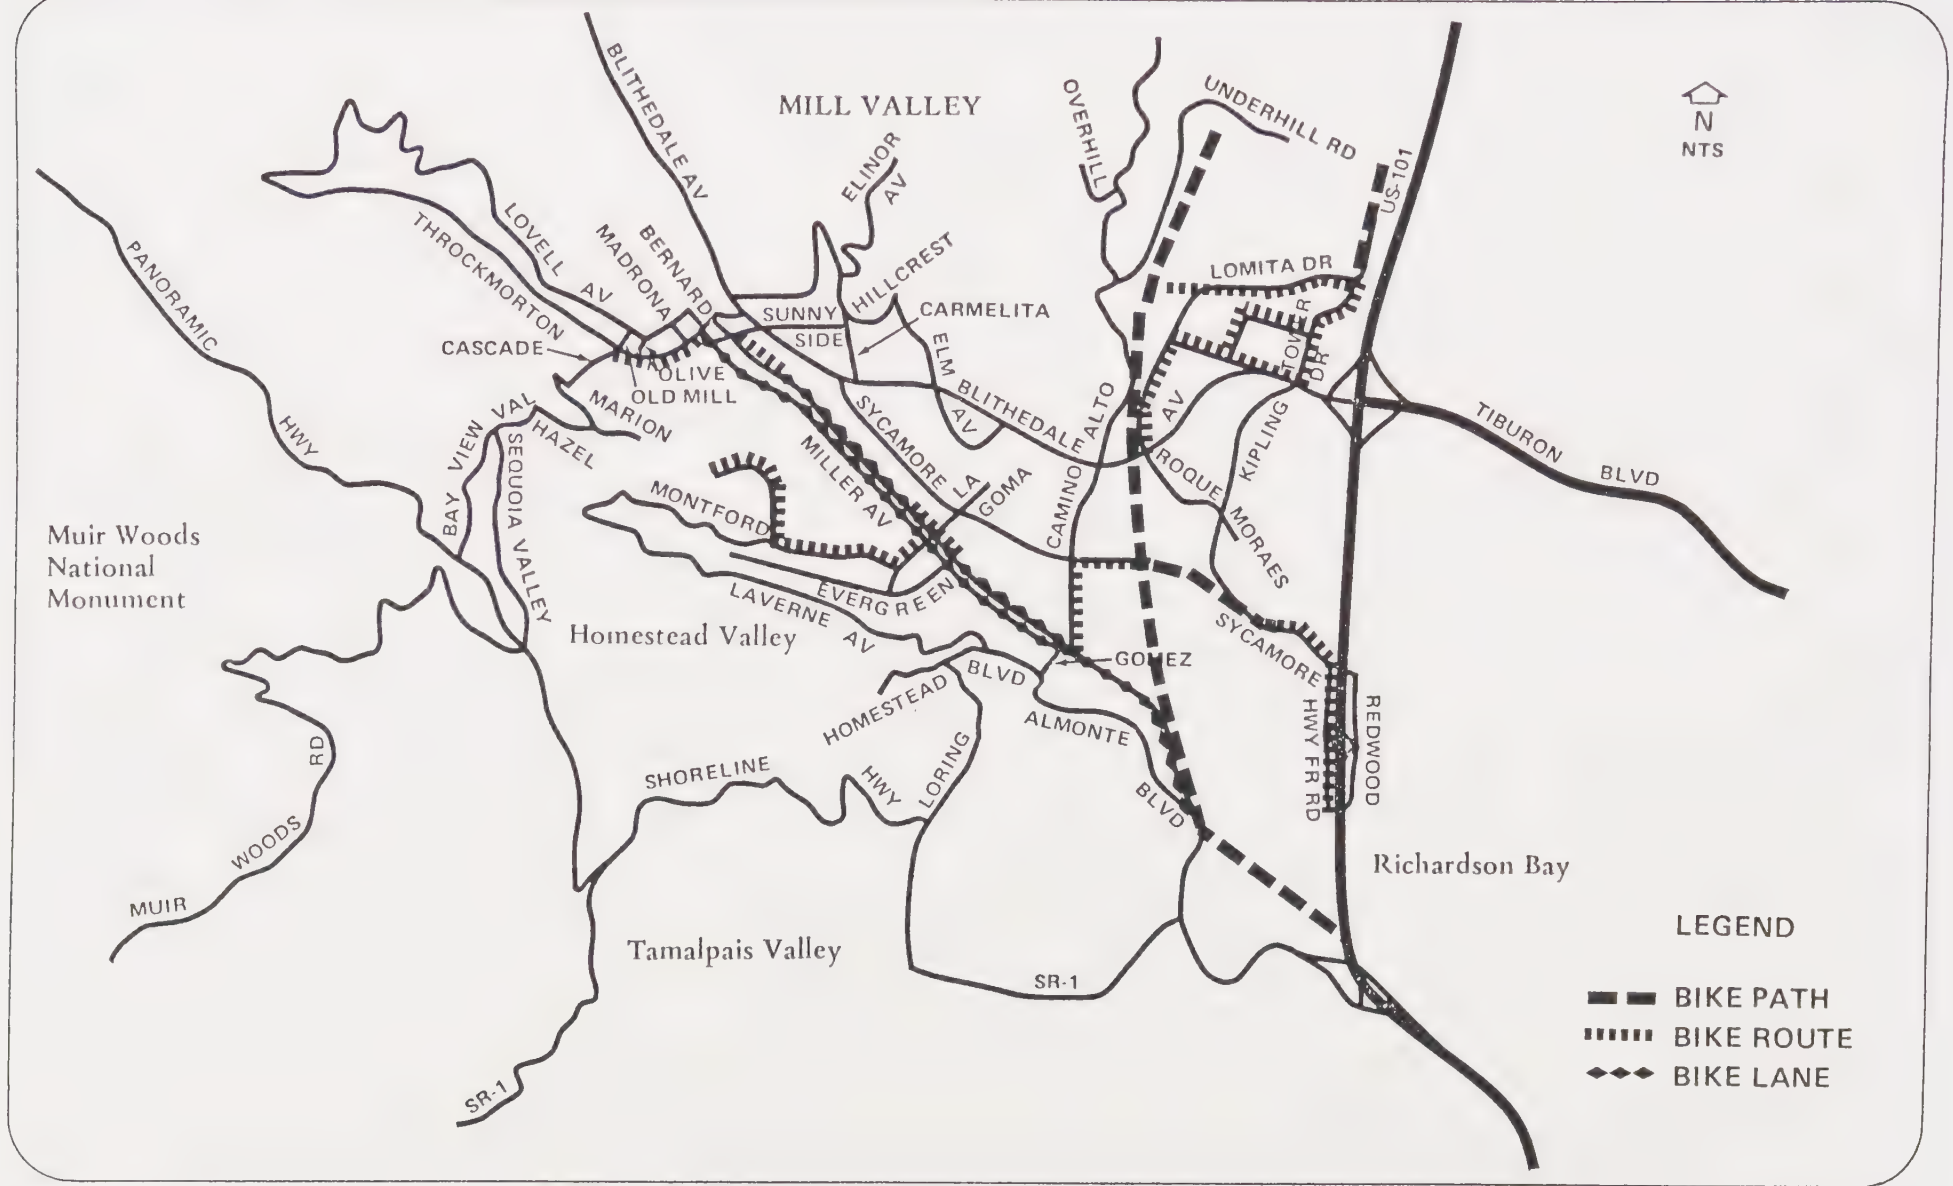 MILL VALLEY
N
NTS
BLITHEDALE AV
OVERHILL
UNDERHILL RD
US-101
ELINOR
AV
LOVELL
AV
THROCKMORTON
MADRONA
BERNARD
PANORAMIC
HWY
HILLCREST
SUNNY
SIDE
CARMELITA
LOMITA DR
TOWER
DR
CASCADE
OLIVE
OLD MILL
ELM
AV
MARION
VAL
HAZEL
VIEW
BAY
SEQUOIA VALLEY
SYCAMORE
BLITHEDALE
CAMINO ALTO
AV
KIPLING
ROQUE
MORAES
TIBURON
BLVD
MILLER AV
LA
GOMA
MONTFORD
EVERGREEN
LAVERNE AV
Muir Woods
National
Monument
Homestead Valley
GOMEZ
SYCAMORE
HOMESTEAD
BLVD
ALMONTE
BLVD
HWY FR RD
REDWOOD
SHORELINE
HWY
LORING
RD
WOODS
MUIR
Richardson Bay
Tamalpais Valley
SR-1
SR-1
LEGEND
BIKE PATH
BIKE ROUTE
BIKE LANE